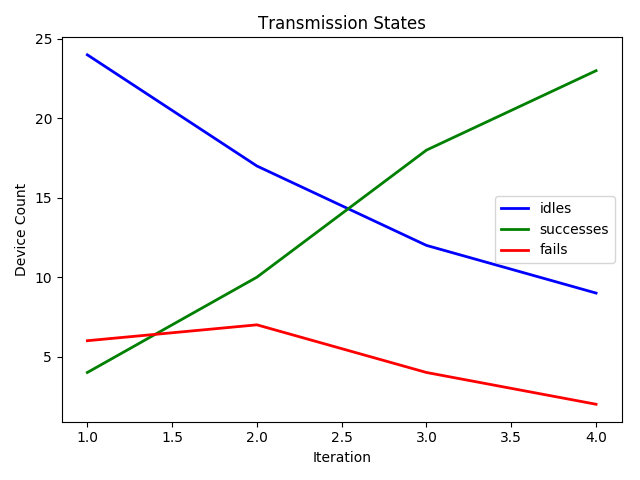 Transmission States
Device Count
25
20
15
10
5
idles
successes
fails
1.0 1.5 2.0 2.5 3.0 3.5 4.0
Iteration